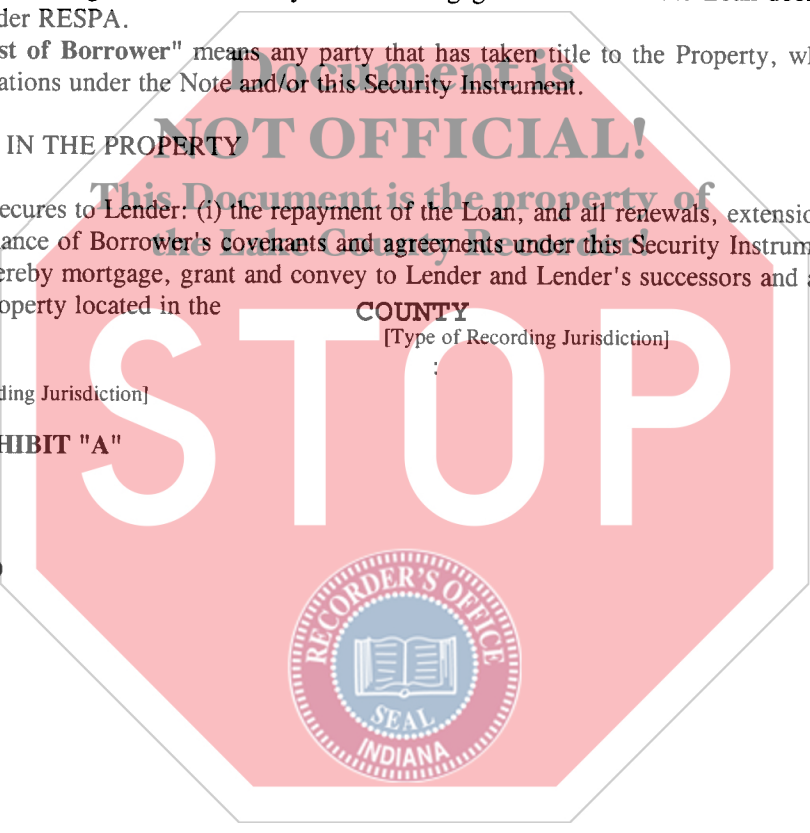 der RESPA.
st of Borrower" means any party that has taken title to the Property, wh
ations under the Note and/or this Security Instrument.
Document is
IN THE PROPERTY
NOT OFFICIAL!
This Document is the property of
the Lake County Recorder!
ecures to Lender: (i) the repayment of the Loan, and all renewals, extensio
ance of Borrower's covenants and agreements under this Security Instrum
ereby mortgage, grant and convey to Lender and Lender's successors and a
operty located in the COUNTY
[Type of Recording Jurisdiction]
:
ding Jurisdiction]
HIBIT "A"
STOP
RECORDER'S OFFICE
SEAL
INDIANA